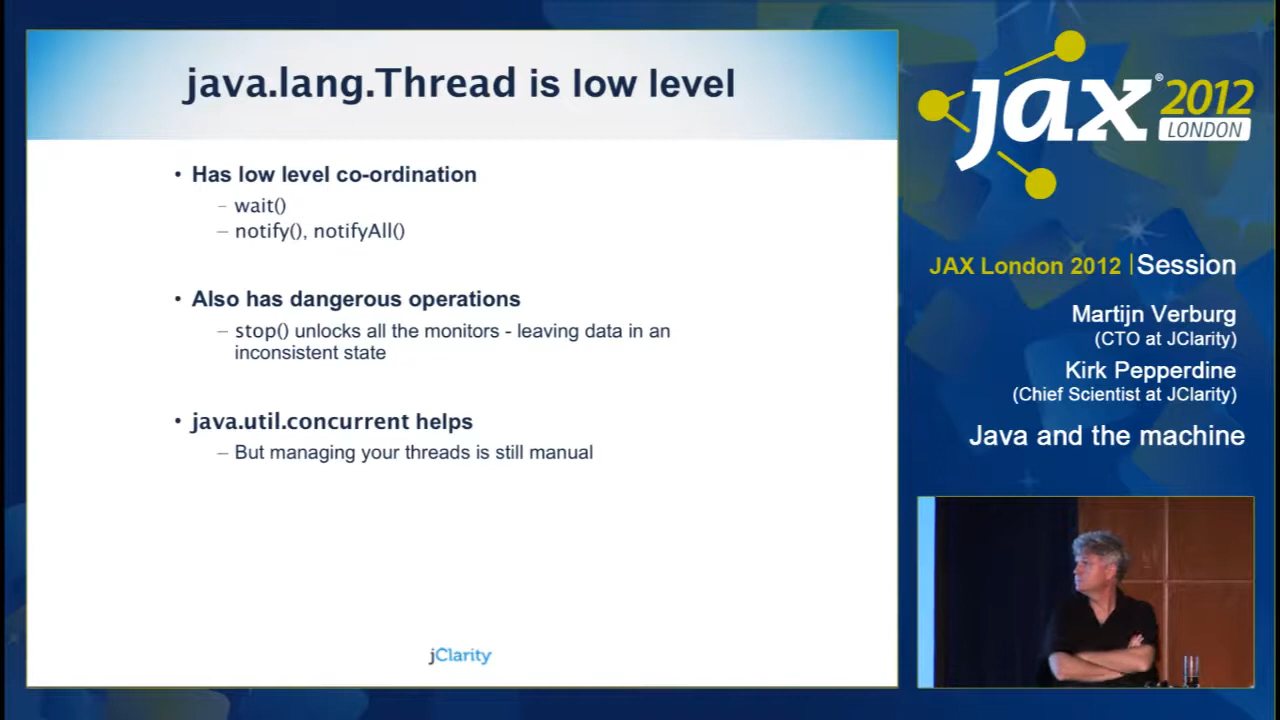 java.lang.Thread is low level
• Has low level co-ordination
– wait()
– notify(), notifyAll()
• Also has dangerous operations
– stop() unlocks all the monitors - leaving data in an
inconsistent state
• java.util.concurrent helps
– But managing your threads is still manual
jClarity
jax® 2012
LONDON
JAX London 2012 | Session
Martijn Verburg
(CTO at JClarity)
Kirk Pepperdine
(Chief Scientist at JClarity)
Java and the machine